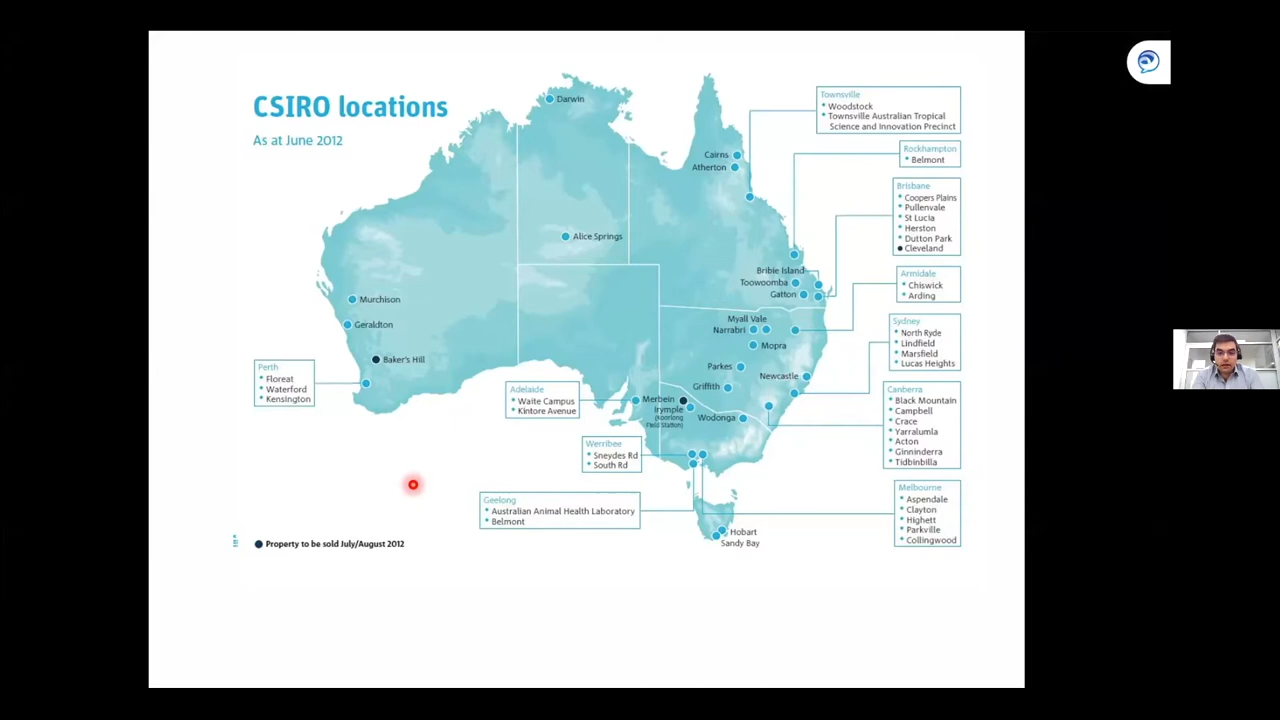 CSIRO locations
As at June 2012
Darwin
Cairns
Atherton
Alice Springs
Murchison
Geraldton
Baker's Hill
Perth
Floreat
Waterford
Kensington
Bribie Island
Toowoomba
Gatton
Myall Vale
Narrabri
Mopra
Parkes
Newcastle
Griffith
Merbein
Irymple
(Koorlong
Field Station)
Wodonga
Adelaide
Waite Campus
Kintore Avenue
Werribee
Sneydes Rd
South Rd
Geelong
Australian Animal Health Laboratory
Belmont
Hobart
Sandy Bay
Townsville
Woodstock
Townsville Australian Tropical
Science and Innovation Precinct
Rockhampton
Belmont
Brisbane
Coopers Plains
Pullenvale
St Lucia
Herston
Dutton Park
Cleveland
Armidale
Chiswick
Arding
Sydney
North Ryde
Lindfield
Marsfield
Lucas Heights
Canberra
Black Mountain
Campbell
Crace
Yarralumla
Acton
Ginninderra
Tidbinbilla
Melbourne
Aspendale
Clayton
Highett
Parkville
Collingwood
Property to be sold July/August 2012